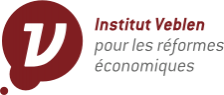 v
Institut Veblen
pour les réformes
économiques